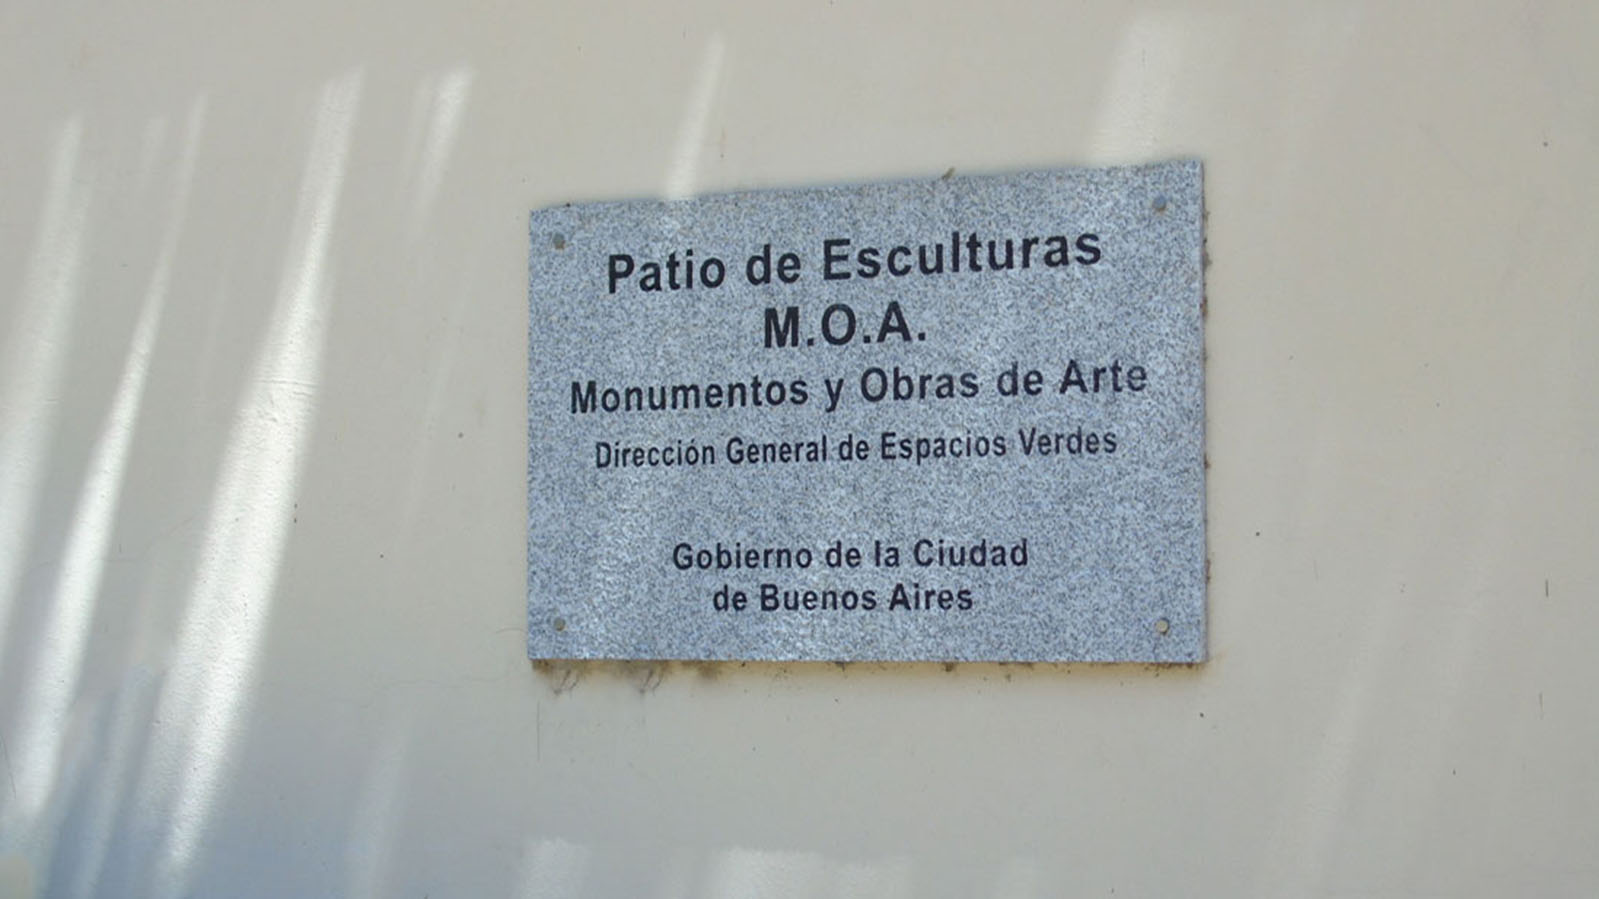 Patio de Esculturas
M.O.A.
Monumentos y Obras de Arte
Dirección General de Espacios Verdes
Gobierno de la Ciudad
de Buenos Aires